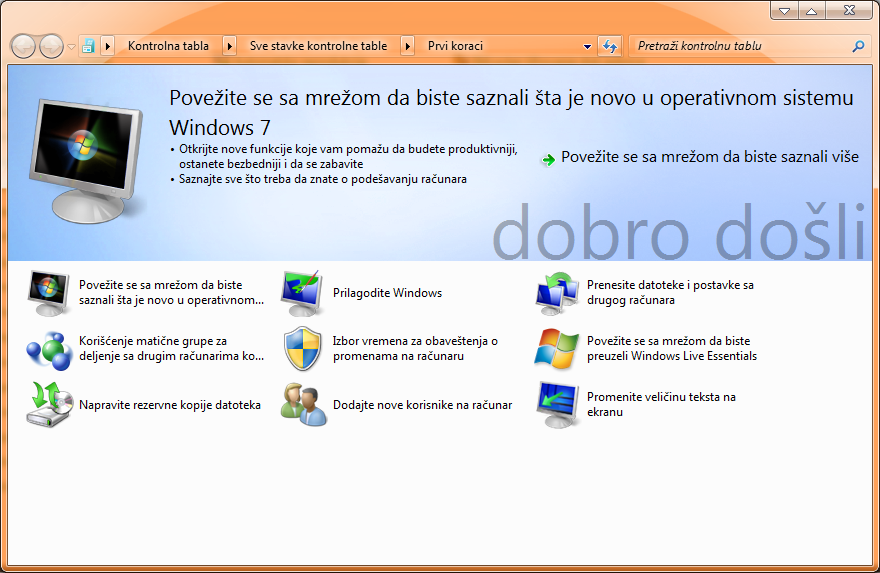 Kontrolna tabla
Sve stavke kontrolne table
Prvi koraci
Pretraži kontrolnu tablu
Povežite se sa mrežom da biste saznali šta je novo u operativnom sistemu
Windows 7
• Otkrijte nove funkcije koje vam pomažu da budete produktivniji,
ostanete bezbedniji i da se zabavite
• Saznajte sve što treba da znate o podešavanju računara
Povežite se sa mrežom da biste saznali više
dobro došli
Povežite se sa mrežom da biste
saznali šta je novo u operativnom...
Prilagodite Windows
Prenesite datoteke i postavke sa
drugog računara
Korišćenje matične grupe za
deljenje sa drugim računarima ko...
Izbor vremena za obaveštenja o
promenama na računaru
Povežite se sa mrežom da biste
preuzeli Windows Live Essentials
Napravite rezervne kopije datoteka
Dodajte nove korisnike na računar
Promenite veličinu teksta na
ekranu